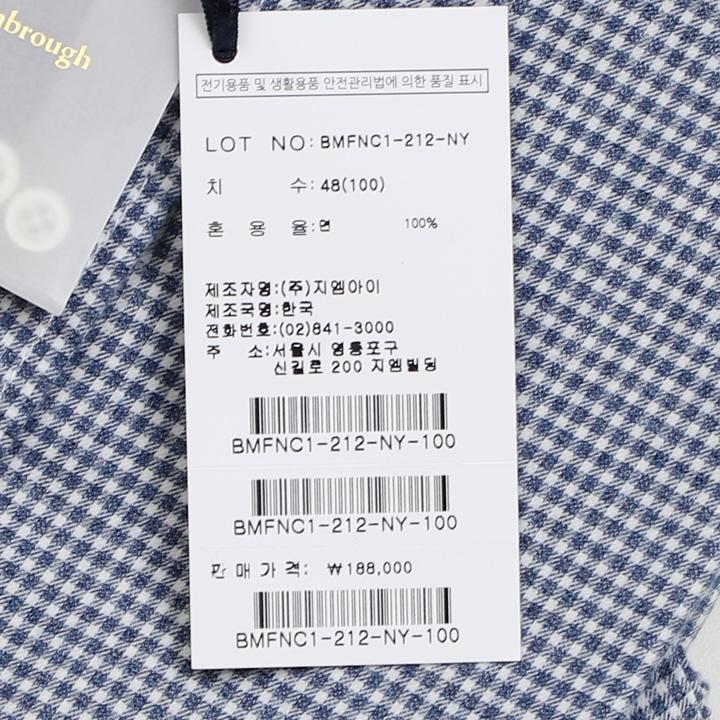 nbrough
전기용품 및 생활용품 안전관리법에 의한 품질 표시
LOT NO: BMFNC1-212-NY
치 수: 48(100)
혼 용 율:면 100%
제조자명:(주)지엠아이
제조국명:한국
전화번호:(02)841-3000
주 소:서울시 영등포구
신길로 200 지엠빌딩
BMFNC1-212-NY-100
BMFNC1-212-NY-100
판 매 가 격: ₩188,000
BMFNC1-212-NY-100